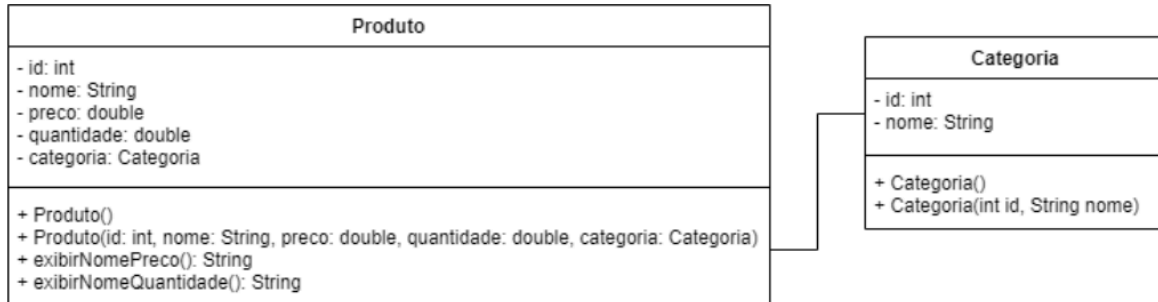 Produto
- id: int
- nome: String
- preco: double
- quantidade: double
- categoria: Categoria
+ Produto()
+ Produto(id: int, nome: String, preco: double, quantidade: double, categoria: Categoria)
+ exibirNomePreco(): String
+ exibirNomeQuantidade(): String
Categoria
- id: int
- nome: String
+ Categoria()
+ Categoria(int id, String nome)